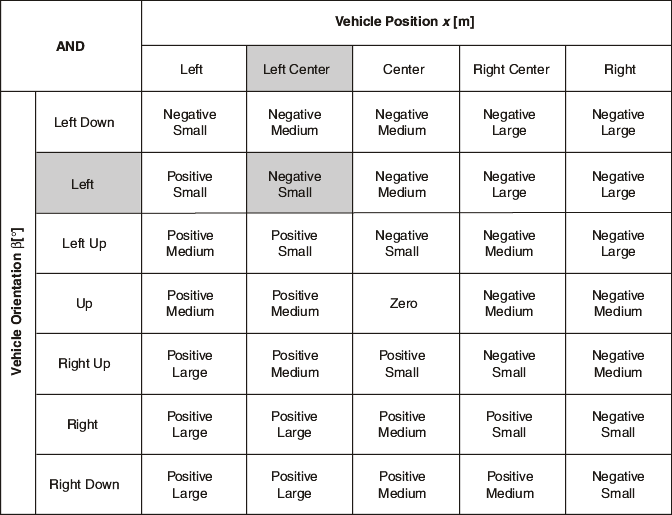 AND
Vehicle Position x [m]
Left
Left Center
Center
Right Center
Right
Vehicle Orientation β[°]
Left Down
Negative
Small
Negative
Medium
Negative
Medium
Negative
Large
Negative
Large
Left
Positive
Small
Negative
Small
Negative
Medium
Negative
Large
Negative
Large
Left Up
Positive
Medium
Positive
Small
Negative
Small
Negative
Medium
Negative
Large
Up
Positive
Medium
Positive
Medium
Zero
Negative
Medium
Negative
Medium
Right Up
Positive
Large
Positive
Medium
Positive
Small
Negative
Small
Negative
Medium
Right
Positive
Large
Positive
Large
Positive
Medium
Positive
Small
Negative
Small
Right Down
Positive
Large
Positive
Large
Positive
Medium
Positive
Medium
Negative
Small